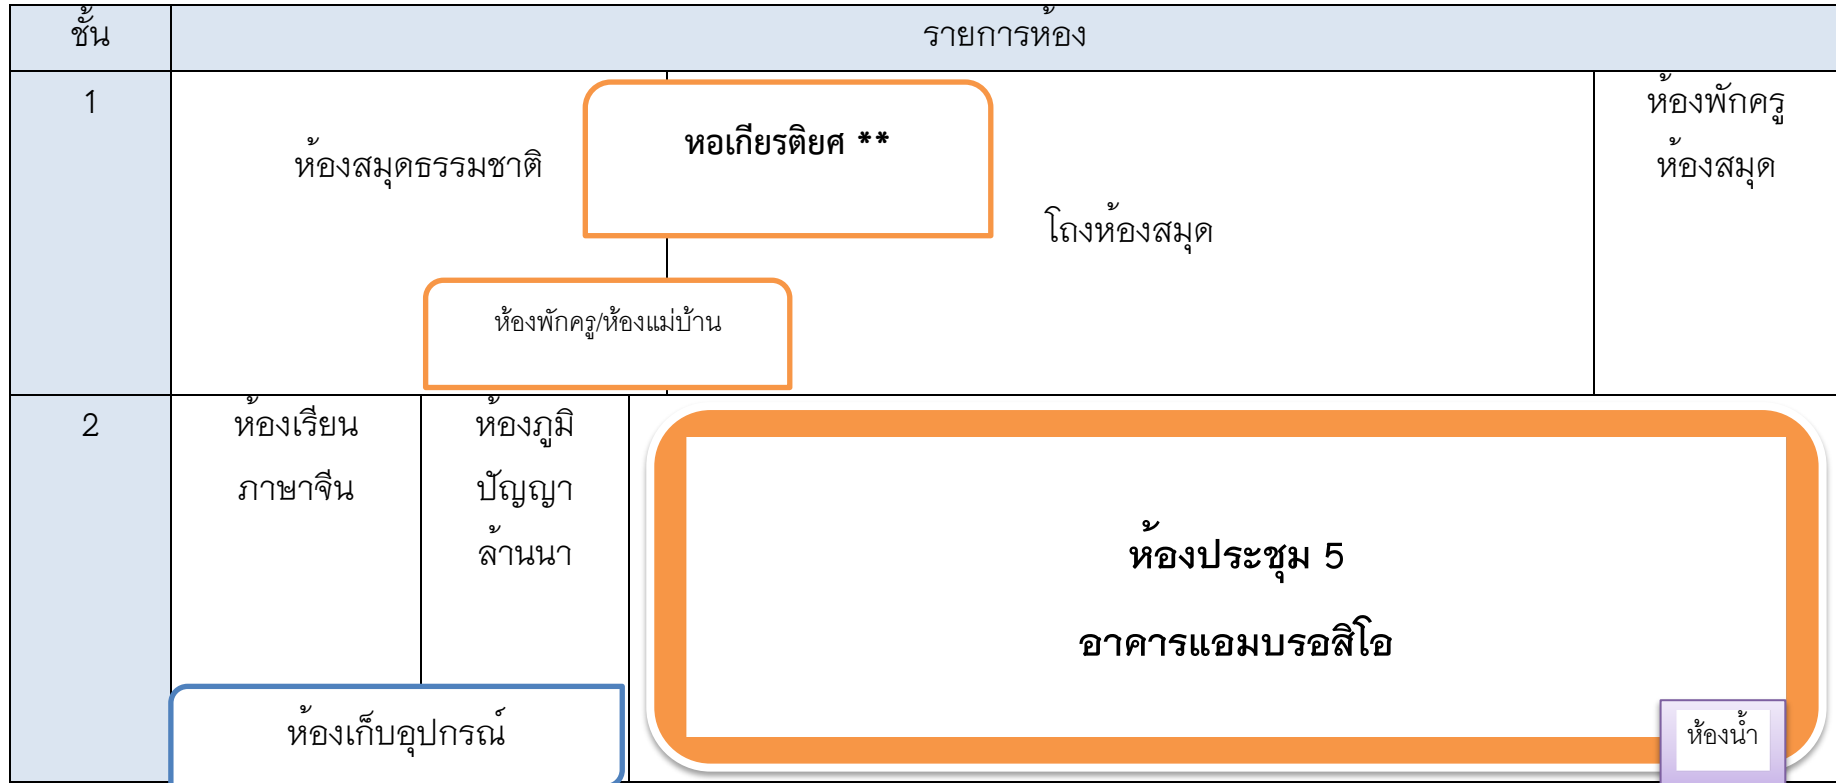 ชั้น
รายการห้อง
1
ห้องสมุดธรรมชาติ
หอเกียรติยศ **
โถงห้องสมุด
ห้องพักครู
ห้องสมุด
ห้องพักครู/ห้องแม่บ้าน
2
ห้องเรียน
ภาษาจีน
ห้องภูมิ
ปัญญา
ล้านนา
ห้องประชุม 5
อาคารแอมบรอสิโอ
ห้องเก็บอุปกรณ์
ห้องน้ำ